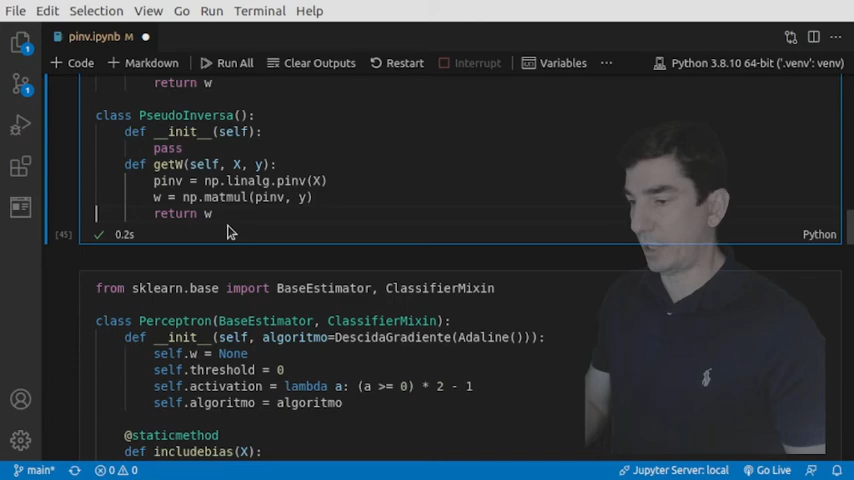 File Edit Selection View Go Run Terminal Help
pinv.ipynb M
+ Code + Markdown Run All Clear Outputs Restart Interrupt Variables ··· Python 3.8.10 64-bit ('.venv': venv)
return w
class PseudoInversa():
def __init__(self):
pass
def getW(self, X, y):
pinv = np.linalg.pinv(X)
w = np.matmul(pinv, y)
return w
[45] 0.2s Python
from sklearn.base import BaseEstimator, ClassifierMixin
class Perceptron(BaseEstimator, ClassifierMixin):
def __init__(self, algoritmo=DescidaGradiente(Adaline())):
self.w = None
self.threshold = 0
self.activation = lambda a: (a >= 0) * 2 - 1
self.algoritmo = algoritmo
@staticmethod
def includebias(X):
1
1
main* 0 0 Jupyter Server: local Go Live